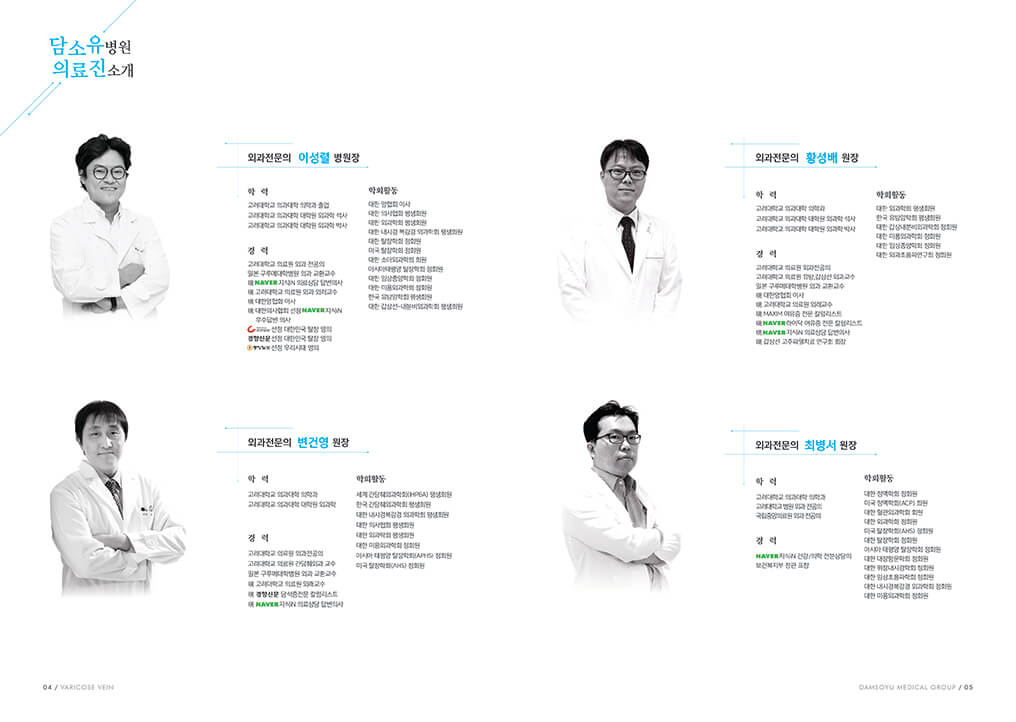 담소유병원
의료진소개
외과전문의 이성렬 병원장
학 력
고려대학교 의과대학 의학과 졸업
고려대학교 의과대학 대학원 외과학 석사
고려대학교 의과대학 대학원 외과학 박사
경 력
고려대학교 의료원 외과 전공의
일본 구루메대학병원 외과 교환교수
現 NAVER 지식iN 의료상담 답변의사
現 고려대학교 의료원 외과 외래교수
現 대한암협회 이사
現 대한의사협회 선정 NAVER 지식iN
우수답변 의사
선정 대한민국 탈장 명의
경향신문 선정 대한민국 탈장 명의
선정 우리시대 명의
학회활동
대한 암협회 이사
대한 의사협회 평생회원
대한 외과학회 평생회원
대한 내시경 복강경 외과학회 평생회원
대한 탈장학회 정회원
미국 탈장학회 정회원
대한 소아외과학회 회원
아시아태평양 탈장학회 정회원
대한 임상종양학회 정회원
대한 미용외과학회 정회원
한국 유방암학회 평생회원
대한 갑상선-내분비외과학회 평생회원
외과전문의 황성배 원장
학 력
고려대학교 의과대학 의학과
고려대학교 의과대학 대학원 외과학 석사
고려대학교 의과대학 대학원 외과학 박사
경 력
고려대학교 의료원 외과전공의
고려대학교 의료원 유방,갑상선 외과교수
일본 구루메대학병원 외과 교환교수
現 대한암협회 이사
現 고려대학교 의료원 외래교수
現 MAXIM 여유증 전문 칼럼리스트
現 NAVER 하이닥 여유증 전문 칼럼리스트
現 NAVER 지식iN 의료상담 답변의사
現 갑상선 고주파열치료 연구회 회장
학회활동
대한 외과학회 평생회원
한국 유방암학회 평생회원
대한 갑상내분비외과학회 정회원
대한 미용외과학회 정회원
대한 임상종양학회 정회원
대한 외과초음파연구회 정회원
외과전문의 변건영 원장
학 력
고려대학교 의과대학 의학과
고려대학교 의과대학 대학원 외과학
경 력
고려대학교 의료원 외과전공의
고려대학교 의료원 간담췌외과 교수
일본 구루메대학병원 외과 교환교수
現 고려대학교 의료원 외래교수
現 경향신문 담석증전문 칼럼리스트
現 NAVER 지식iN 의료상담 답변의사
학회활동
세계 간담췌외과학회(IHPBA) 평생회원
한국 간담췌외과학회 평생회원
대한 내시경복강경 외과학회 평생회원
대한 의사협회 평생회원
대한 외과학회 평생회원
대한 미용외과학회 정회원
아시아 태평양 탈장학회(APHS) 정회원
미국 탈장학회(AHS) 정회원
외과전문의 최병서 원장
학 력
고려대학교 의과대학 의학과
고려대학교 병원 외과 전공의
국립중앙의료원 외과 전공의
경 력
NAVER 지식iN 건강/의학 전문상담의
보건복지부 장관 표창
학회활동
대한 정맥학회 정회원
미국 정맥학회(ACP) 회원
대한 혈관외과학회 회원
대한 외과학회 정회원
미국 탈장학회(AHS) 정회원
대한 탈장학회 정회원
아시아 태평양 탈장학회 정회원
대한 대장항문학회 정회원
대한 위장내시경학회 정회원
대한 임상초음파학회 정회원
대한 내시경복강경 외과학회 정회원
대한 미용외과학회 정회원
04 / VARICOSE VEIN
DAMSOYU MEDICAL GROUP / 05